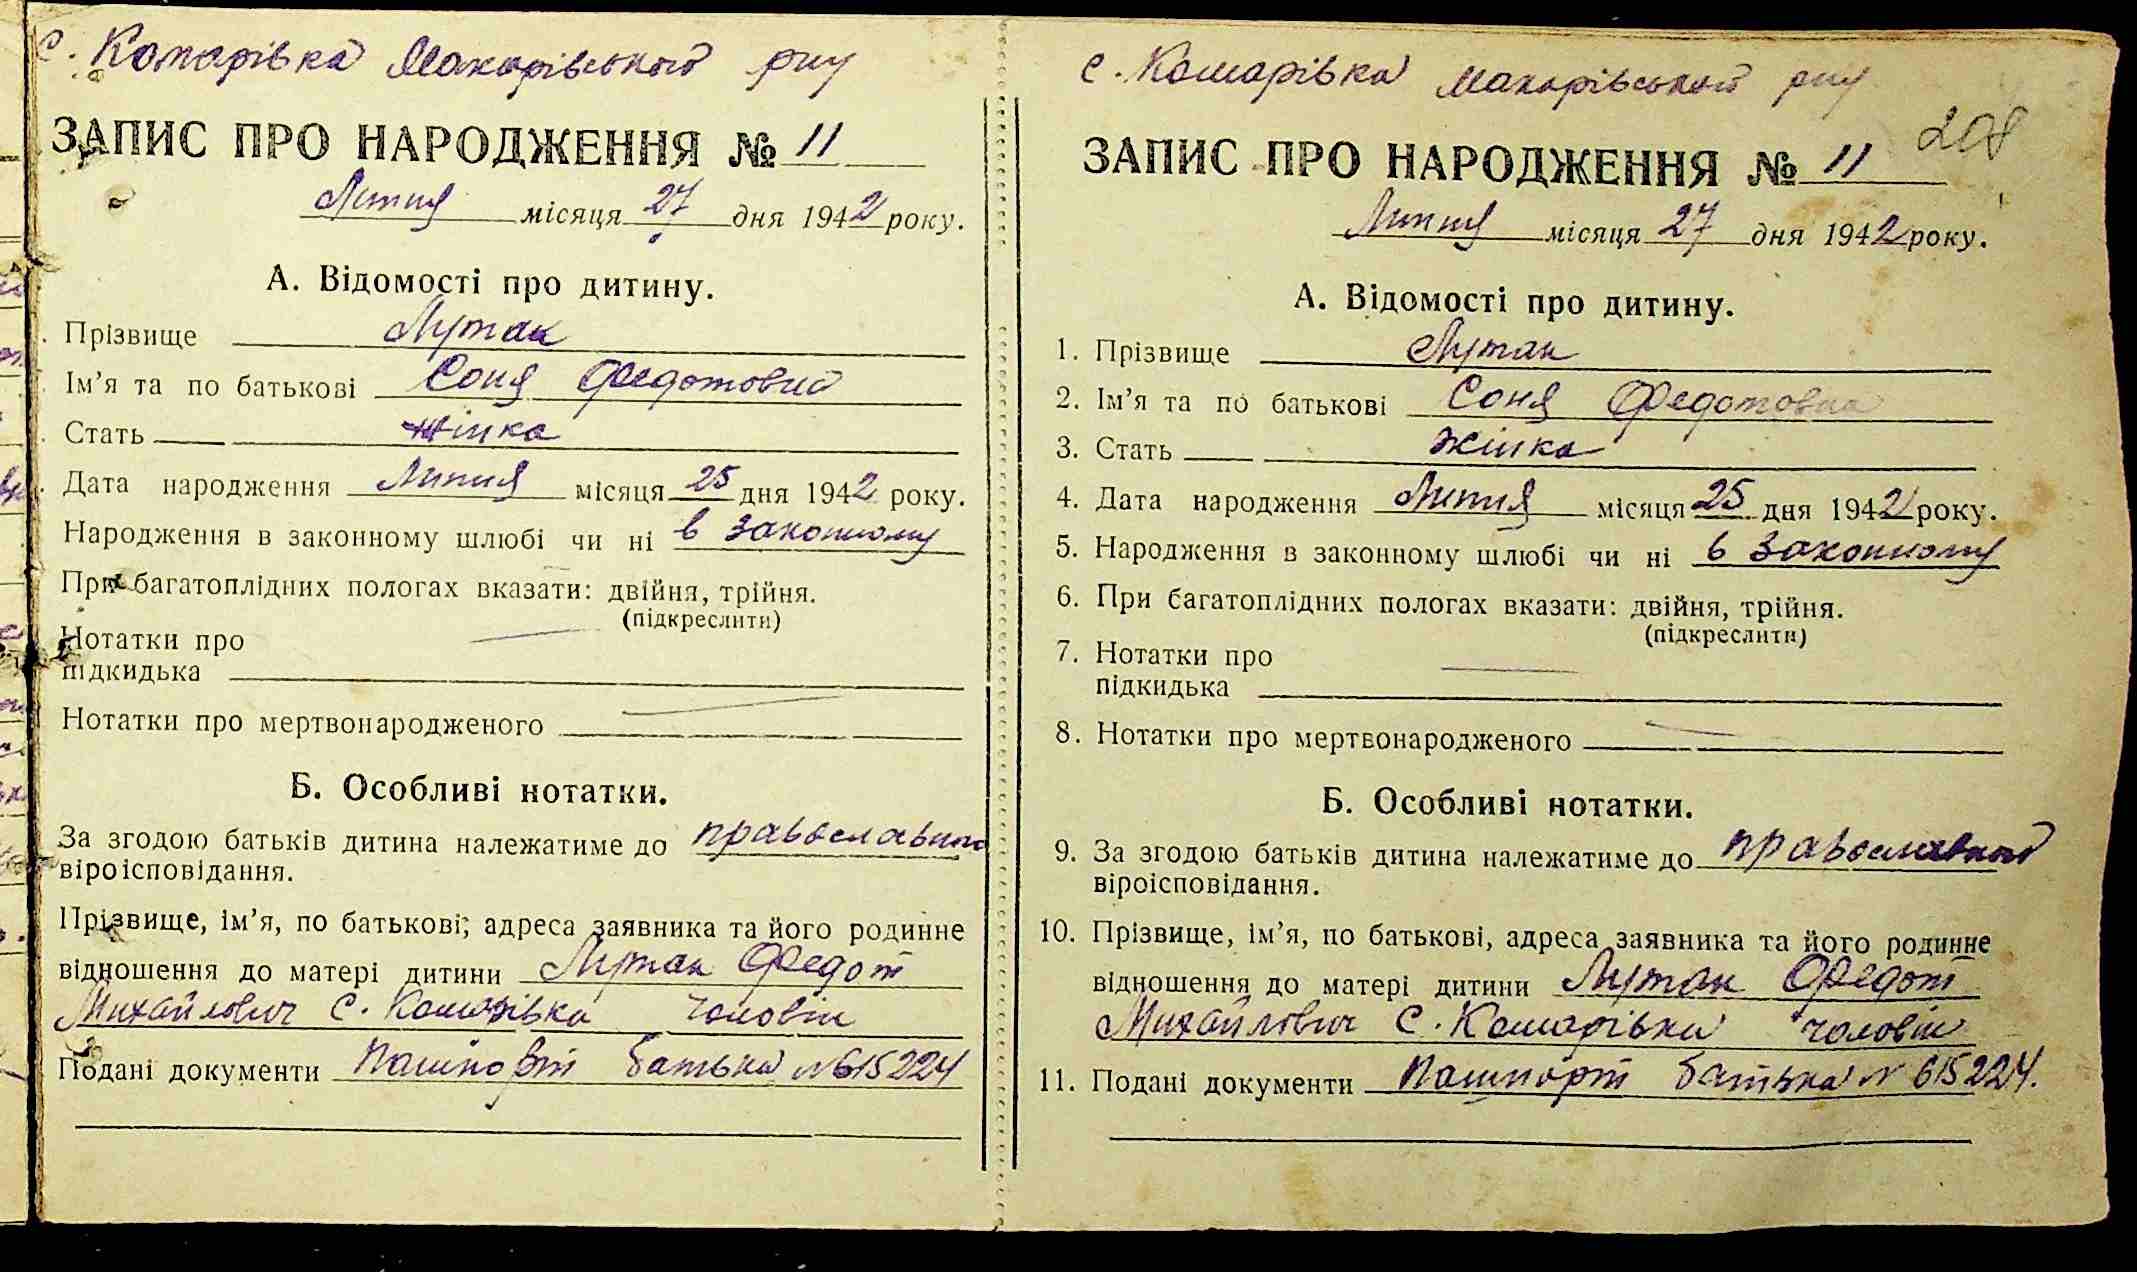 с. Комарівка Макарівського р-ну
ЗАПИС ПРО НАРОДЖЕННЯ № 11
Липня місяця 27 дня 1942 року.
А. Відомості про дитину.
Прізвище Лутак
Ім'я та по батькові Соня Федотовна
Стать жінка
Дата народження Липня місяця 25 дня 1942 року.
Народження в законному шлюбі чи ні в законному
При багатоплідних пологах вказати: двійня, трійня.
(підкреслити)
Нотатки про
підкидька
Нотатки про мертвонародженого
Б. Особливі нотатки.
За згодою батьків дитина належатиме до православного
віроісповідання.
Прізвище, ім'я, по батькові, адреса заявника та його родинне
відношення до матері дитини Лутак Федот
Михайлович с. Комарівка чоловік
Подані документи пашпорт батька № 615224
с. Комарівка Макарівського р-ну
208
ЗАПИС ПРО НАРОДЖЕННЯ № 11
Липня місяця 27 дня 1942 року.
А. Відомості про дитину.
1. Прізвище Лутак
2. Ім'я та по батькові Соня Федотовна
3. Стать жінка
4. Дата народження Липня місяця 25 дня 1942 року.
5. Народження в законному шлюбі чи ні в законному
6. При багатоплідних пологах вказати: двійня, трійня.
(підкреслити)
7. Нотатки про
підкидька
8. Нотатки про мертвонародженого
Б. Особливі нотатки.
9. За згодою батьків дитина належатиме до православного
віроісповідання.
10. Прізвище, ім'я, по батькові, адреса заявника та його родинне
відношення до матері дитини Лутак Федот
Михайлович с. Комарівка чоловік
11. Подані документи пашпорт батька № 615224.